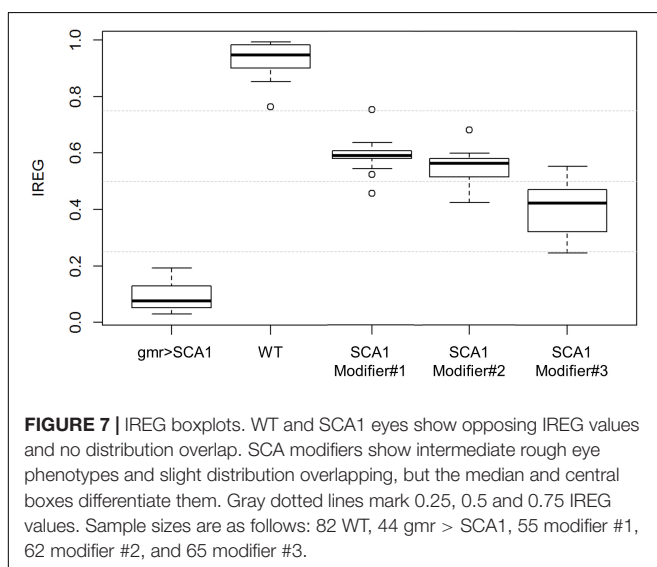 1.0
0.8
0.6
0.4
0.2
0.0
IREG
gmr>SCA1
WT
SCA1
Modifier#1
SCA1
Modifier#2
SCA1
Modifier#3
FIGURE 7 | IREG boxplots. WT and SCA1 eyes show opposing IREG values
and no distribution overlap. SCA modifiers show intermediate rough eye
phenotypes and slight distribution overlapping, but the median and central
boxes differentiate them. Gray dotted lines mark 0.25, 0.5 and 0.75 IREG
values. Sample sizes are as follows: 82 WT, 44 gmr > SCA1, 55 modifier #1,
62 modifier #2, and 65 modifier #3.